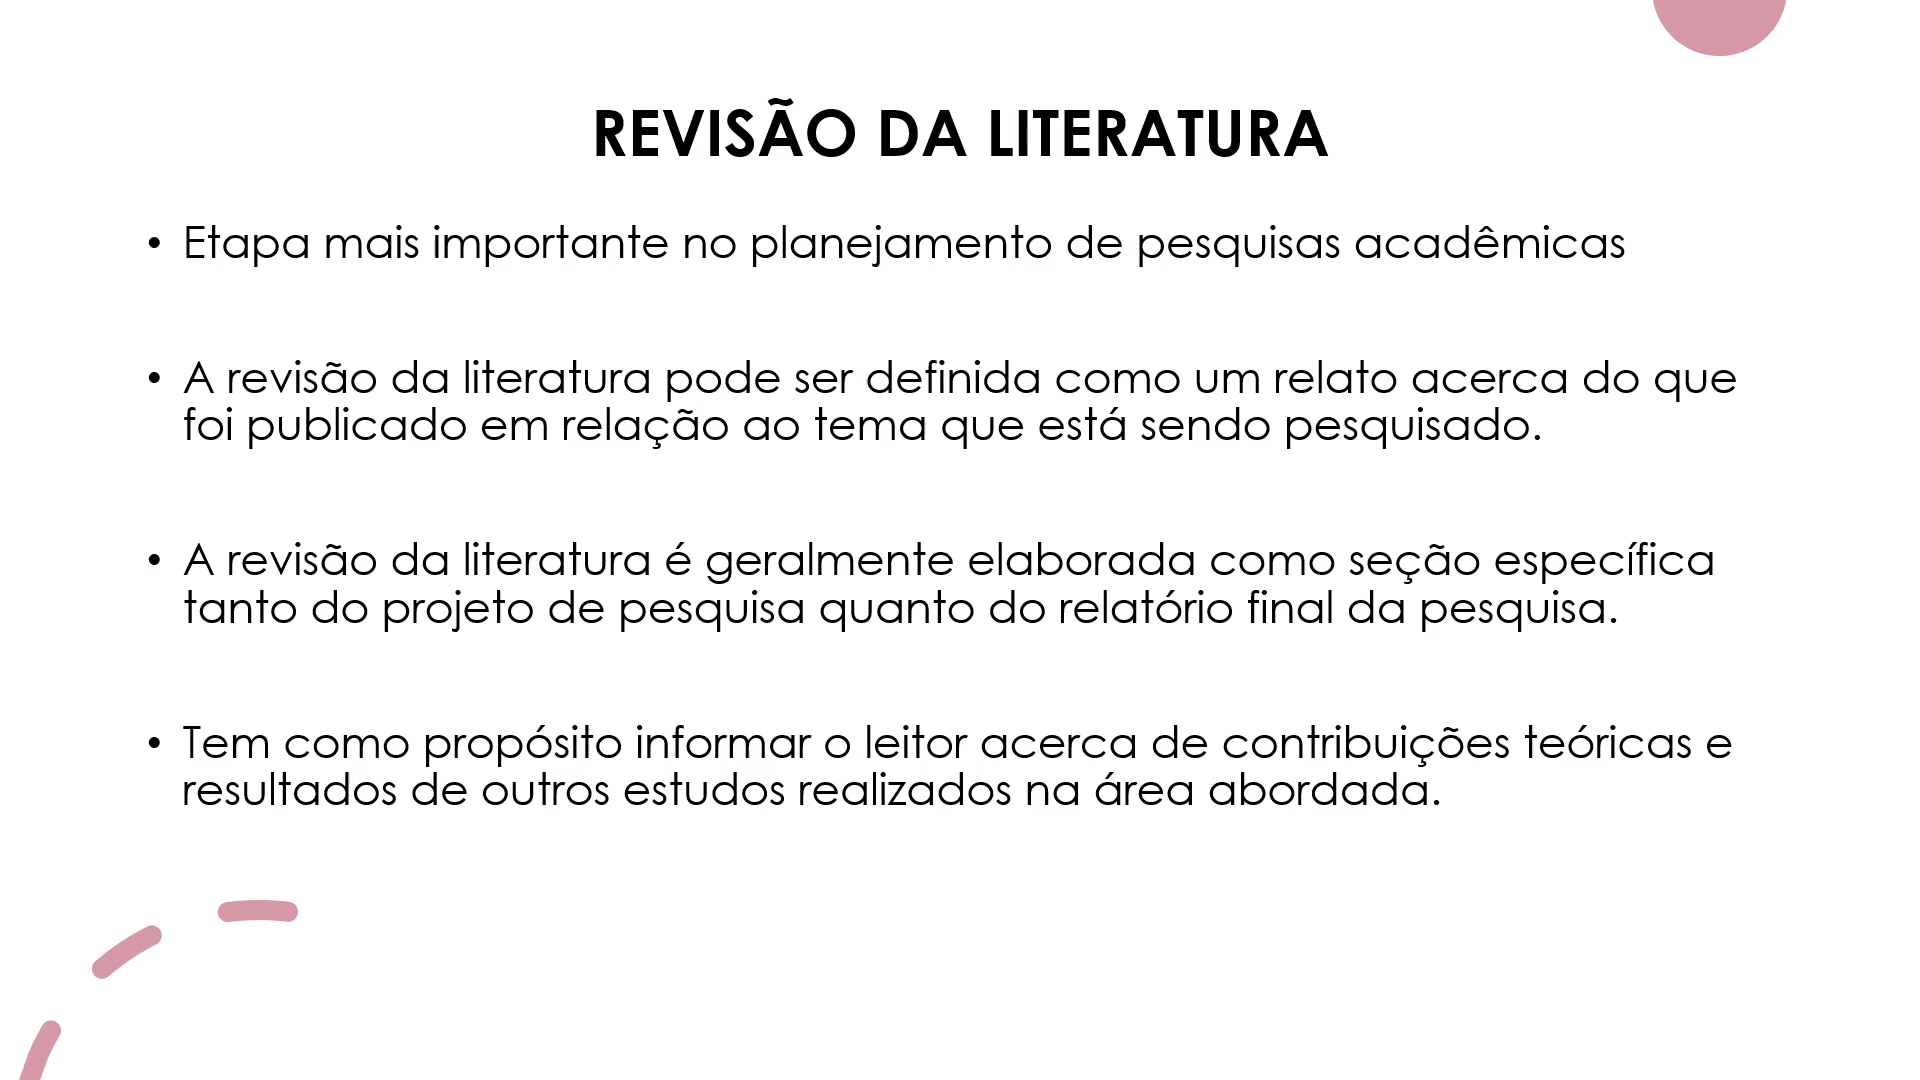 REVISÃO DA LITERATURA
• Etapa mais importante no planejamento de pesquisas acadêmicas
• A revisão da literatura pode ser definida como um relato acerca do que
foi publicado em relação ao tema que está sendo pesquisado.
• A revisão da literatura é geralmente elaborada como seção específica
tanto do projeto de pesquisa quanto do relatório final da pesquisa.
• Tem como propósito informar o leitor acerca de contribuições teóricas e
resultados de outros estudos realizados na área abordada.